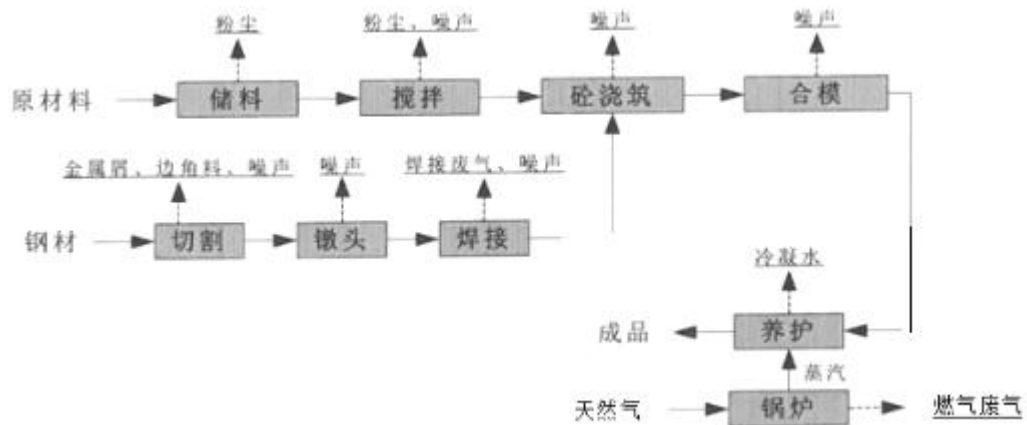 粉尘
粉尘、噪声
噪声
噪声
原材料
储料
搅拌
砼浇筑
合模
金属屑、边角料、噪声
噪声
焊接废气、噪声
钢材
切割
镦头
焊接
冷凝水
成品
养护
蒸汽
天然气
锅炉
燃气废气